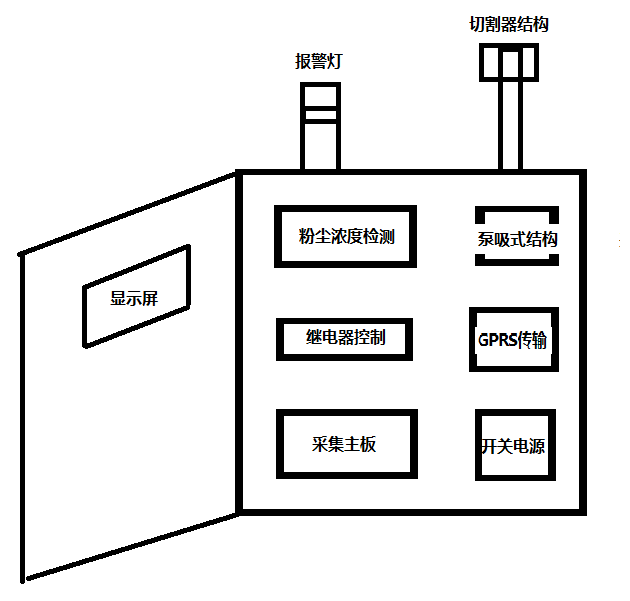 切割器结构
报警灯
粉尘浓度检测
泵吸式结构
显示屏
继电器控制
GPRS传输
采集主板
开关电源